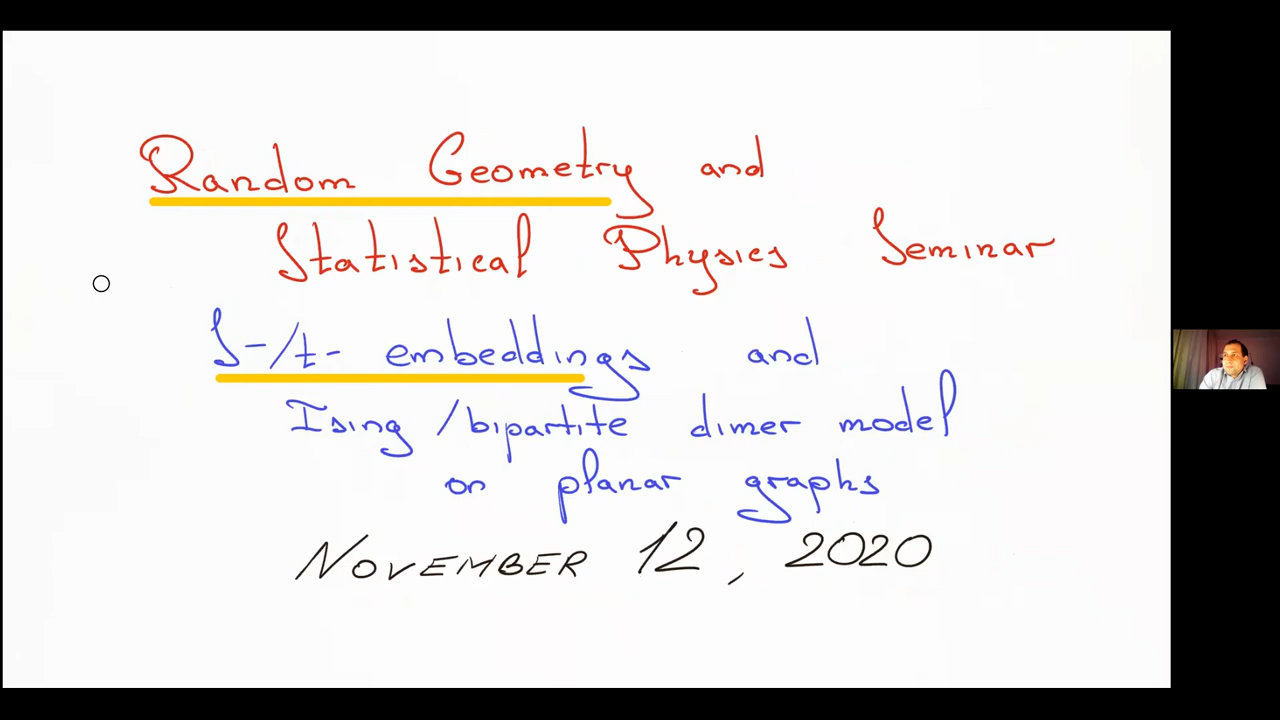 Random Geometry and
Statistical Physics Seminar
S-/t- embeddings and
Ising /bipartite dimer model
on planar graphs
NOVEMBER 12, 2020